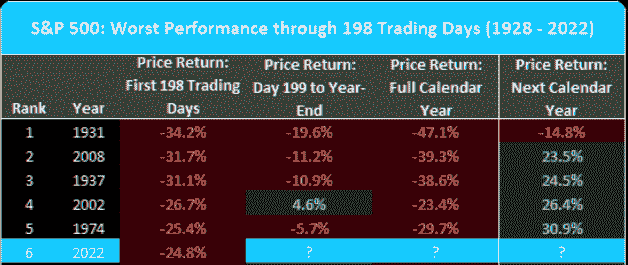 S&P 500: Worst Performance through 198 Trading Days (1928 - 2022)
Rank Year Price Return: First 198 Trading Days Price Return: Day 199 to Year-End Price Return: Full Calendar Year Price Return: Next Calendar Year
1 1931 -34.2% -19.6% -47.1% -14.8%
2 2008 -31.7% -11.2% -39.3% 23.5%
3 1937 -31.1% -10.9% -38.6% 24.5%
4 2002 -26.7% 4.6% -23.4% 26.4%
5 1974 -25.4% -5.7% -29.7% 30.9%
6 2022 -24.8% ? ? ?